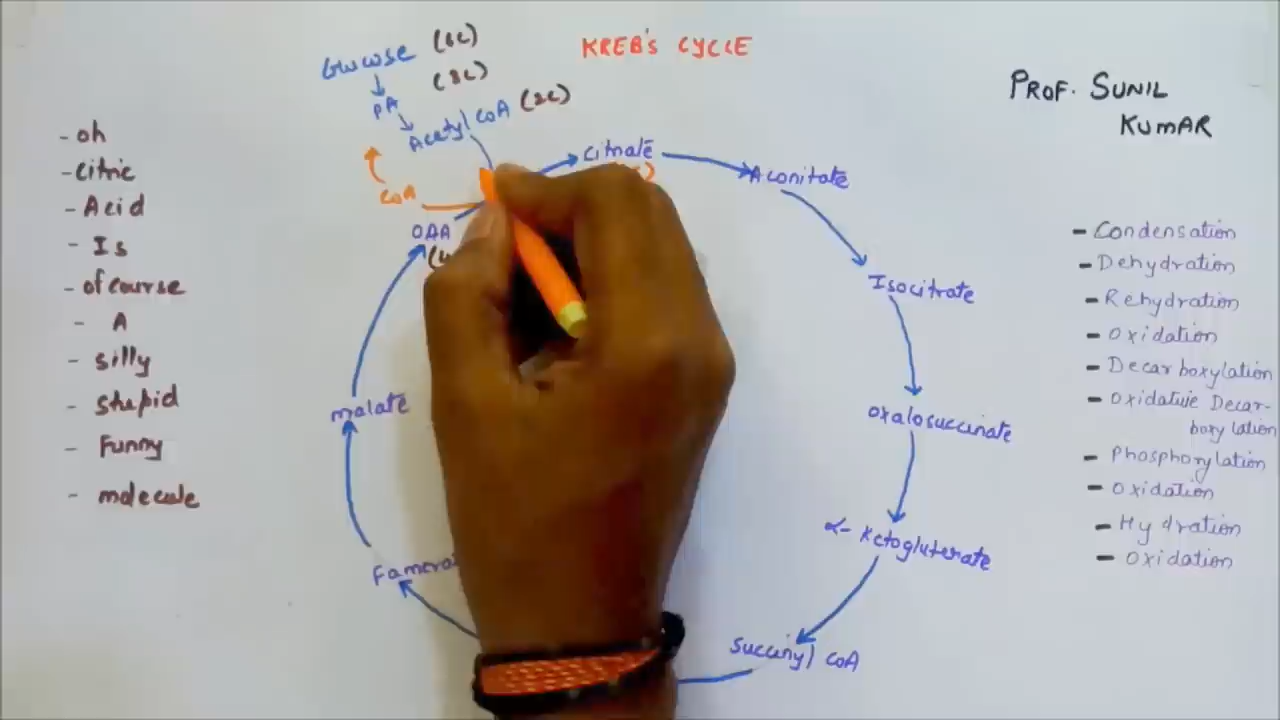 KREB's CYCLE
PROF. SUNIL
KUMAR
Glucose (6C)
(3C)
PA
Acetyl CoA (2C)
CoA
OAA
Citrate
Aconitate
Isocitrate
Oxalosuccinate
α- Ketogluterate
Succinyl CoA
malate
- oh
- Citric
- Acid
- Is
- of course
- A
- silly
- stupid
- Funny
- molecule
- Condensation
- Dehydration
- Rehydration
- Oxidation
- Decarboxylation
- Oxidative Decar-
boxylation
- Phosphorylation
- Oxidation
- Hydration
- Oxidation